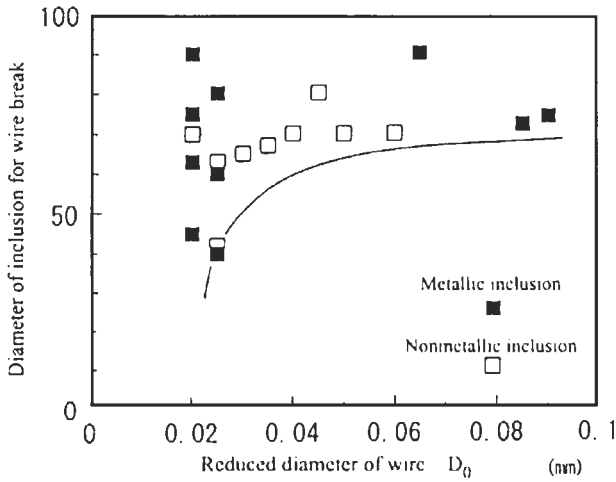 100
50
0
Diameter of inclusion for wire break
Metallic inclusion
Nonmetallic inclusion
0 0.02 0.04 0.06 0.08 0.1
Reduced diameter of wire D₀ (mm)